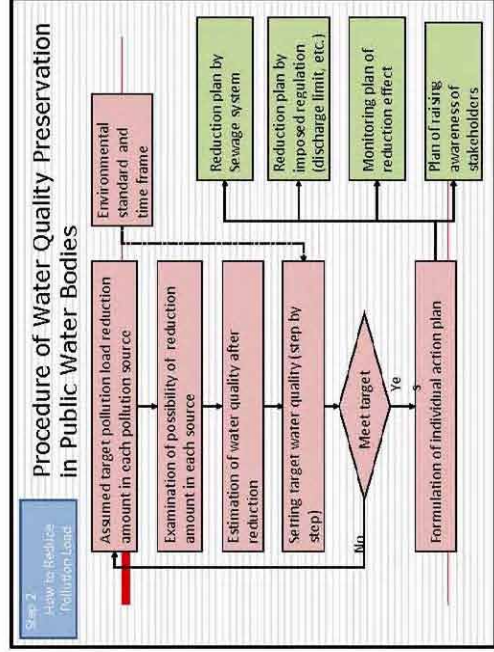 Step 2
How to Reduce
Pollution Load
Procedure of Water Quality Preservation
in Public Water Bodies
Assumed target pollution load reduction
amount in each pollution source
Environmental
standard and
time frame
Examination of possibility of reduction
amount in each source
Estimation of water quality after
reduction
Setting target water quality (step by
step)
Meet target
No
Ye
s
Formulation of individual action plan
Reduction plan by
Sewage system
Reduction plan by
imposed regulation
(discharge limit, etc.)
Monitoring plan of
reduction effect
Plan of raising
awareness of
stakeholders